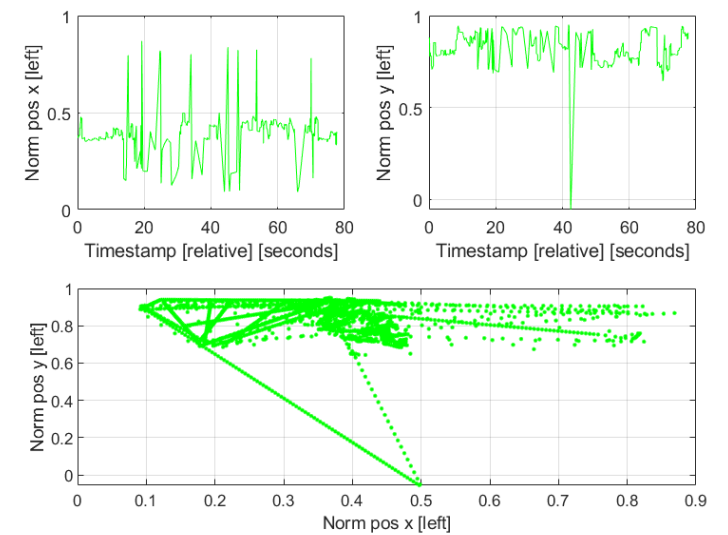 1
0.5
0
Norm pos x [left]
0 20 40 60 80
Timestamp [relative] [seconds]
1
0.5
0
Norm pos y [left]
0 20 40 60 80
Timestamp [relative] [seconds]
1
0.8
0.6
0.4
0.2
0
Norm pos y [left]
0 0.1 0.2 0.3 0.4 0.5 0.6 0.7 0.8 0.9
Norm pos x [left]